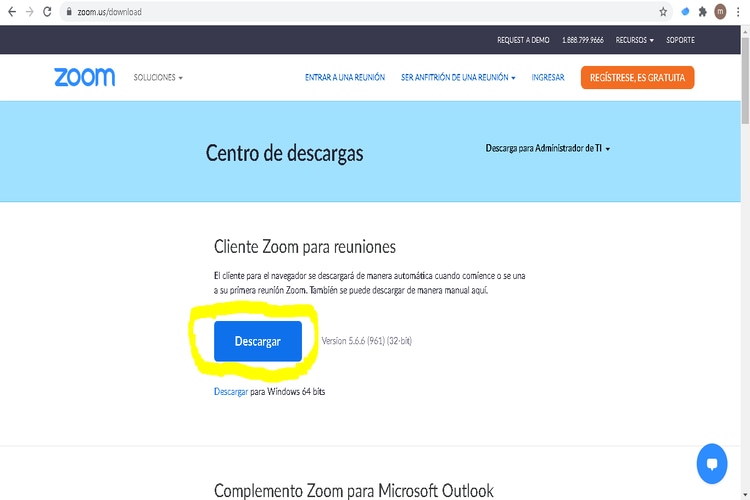 zoom.us/download
m
REQUEST A DEMO 1.888.799.9666 RECURSOS SOPORTE
zoom SOLUCIONES ENTRAR A UNA REUNIÓN SER ANFITRIÓN DE UNA REUNIÓN INGRESAR REGÍSTRESE, ES GRATUITA
Centro de descargas Descarga para Administrador de TI
Cliente Zoom para reuniones
El cliente para el navegador se descargará de manera automática cuando comience o se una
a su primera reunión Zoom. También se puede descargar de manera manual aquí.
Descargar Version 5.6.6 (961) (32-bit)
Descargar para Windows 64 bits
Complemento Zoom para Microsoft Outlook